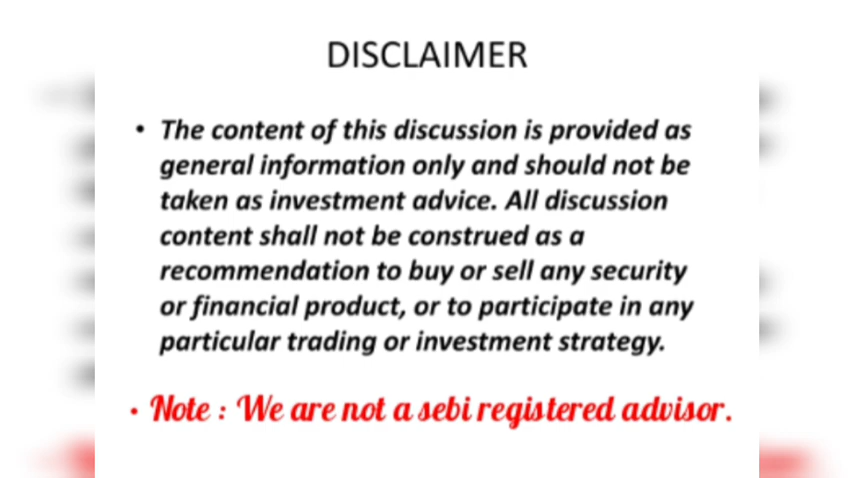 DISCLAIMER
• The content of this discussion is provided as
general information only and should not be
taken as investment advice. All discussion
content shall not be construed as a
recommendation to buy or sell any security
or financial product, or to participate in any
particular trading or investment strategy.
• Note : We are not a sebi registered advisor.